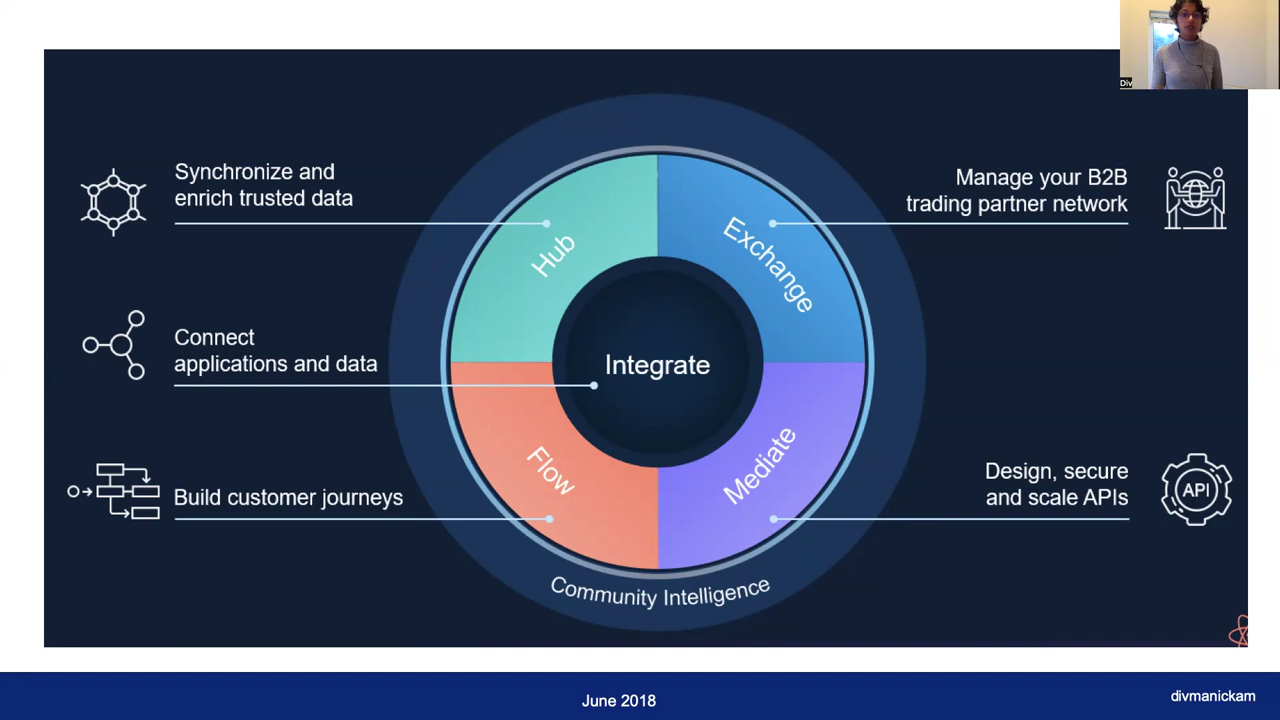 Div
Synchronize and
enrich trusted data
Manage your B2B
trading partner network
Hub
Exchange
Connect
applications and data
Integrate
Flow
Mediate
Build customer journeys
Design, secure
and scale APIs
API
Community Intelligence
June 2018
divmanickam